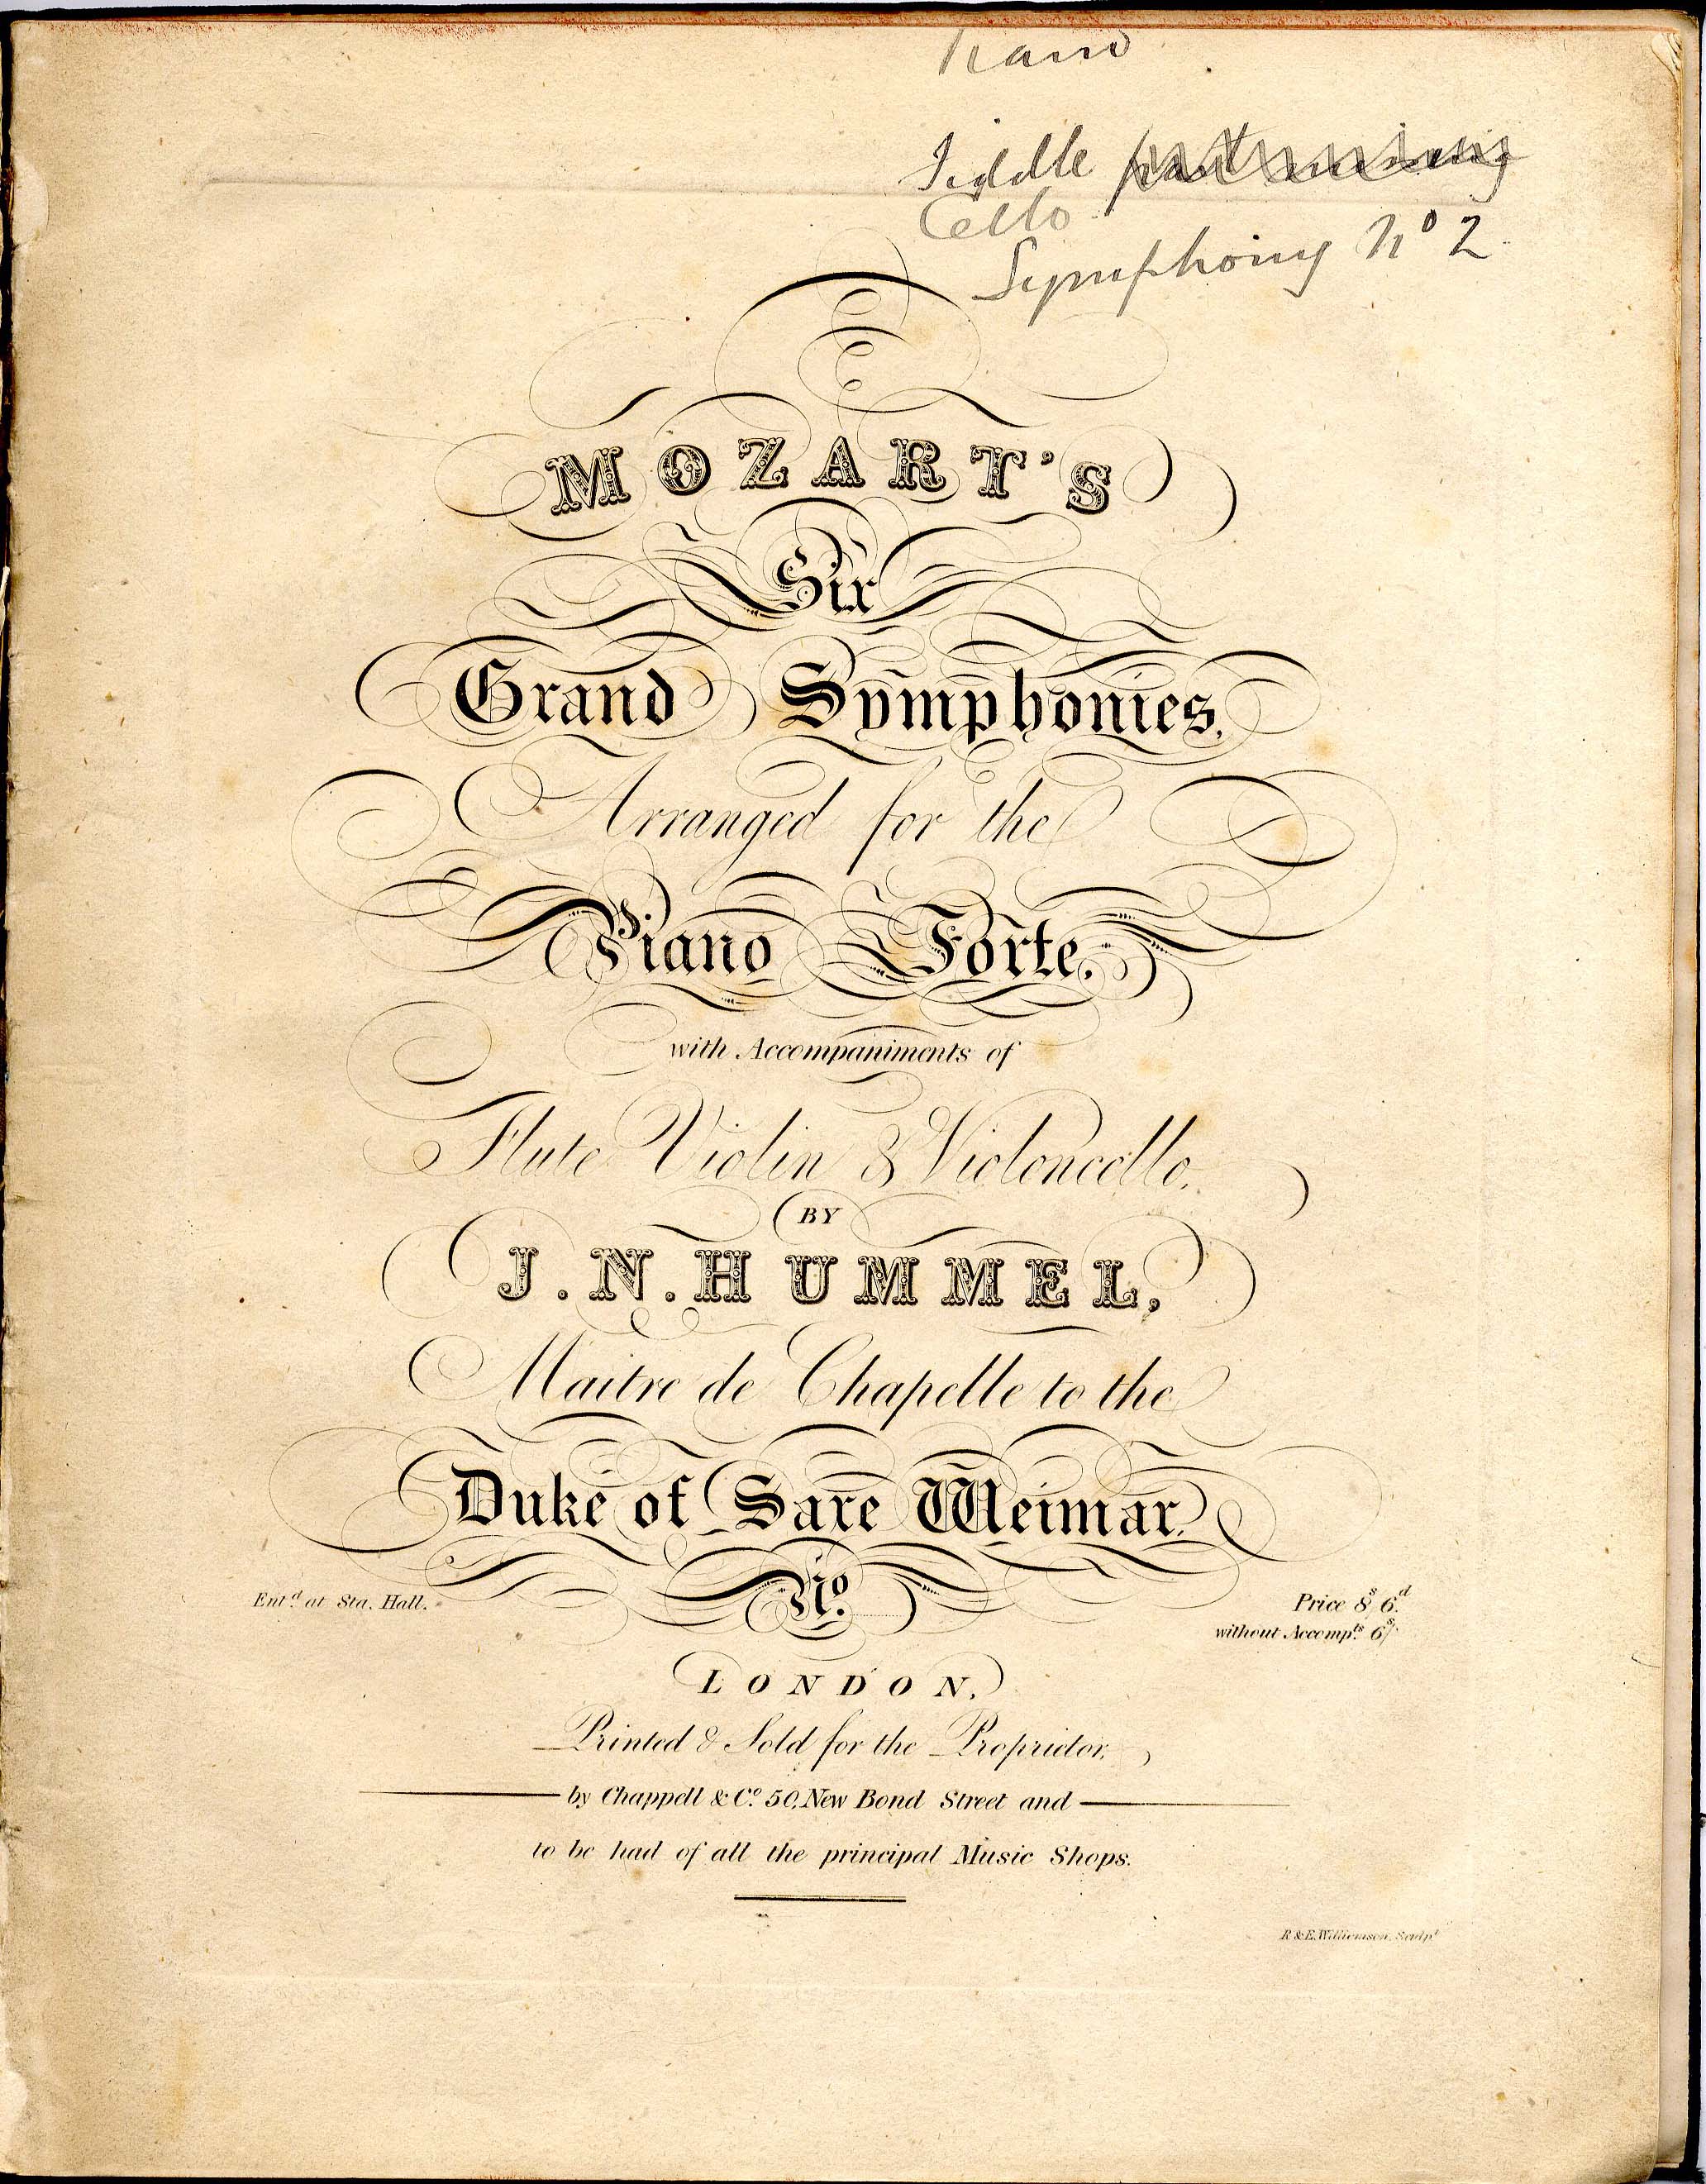 Piano
Fiddle part missing
Cello
Symphony No 2
MOZART'S
Six
Grand Symphonies,
Arranged for the
Piano Forte,
with Accompaniments of
Flute Violin & Violoncello,
BY
J. N. HUMMEL,
Maitre de Chapelle to the
Duke of Saxe Weimar.
No.
Entd. at Sta. Hall.
Price 8s 6d.
without Accompts. 6/s.
LONDON,
Printed & Sold for the Proprietor,
by Chappell & Co. 50, New Bond Street and
to be had of all the principal Music Shops.
R & E. Williamson, Sculpt